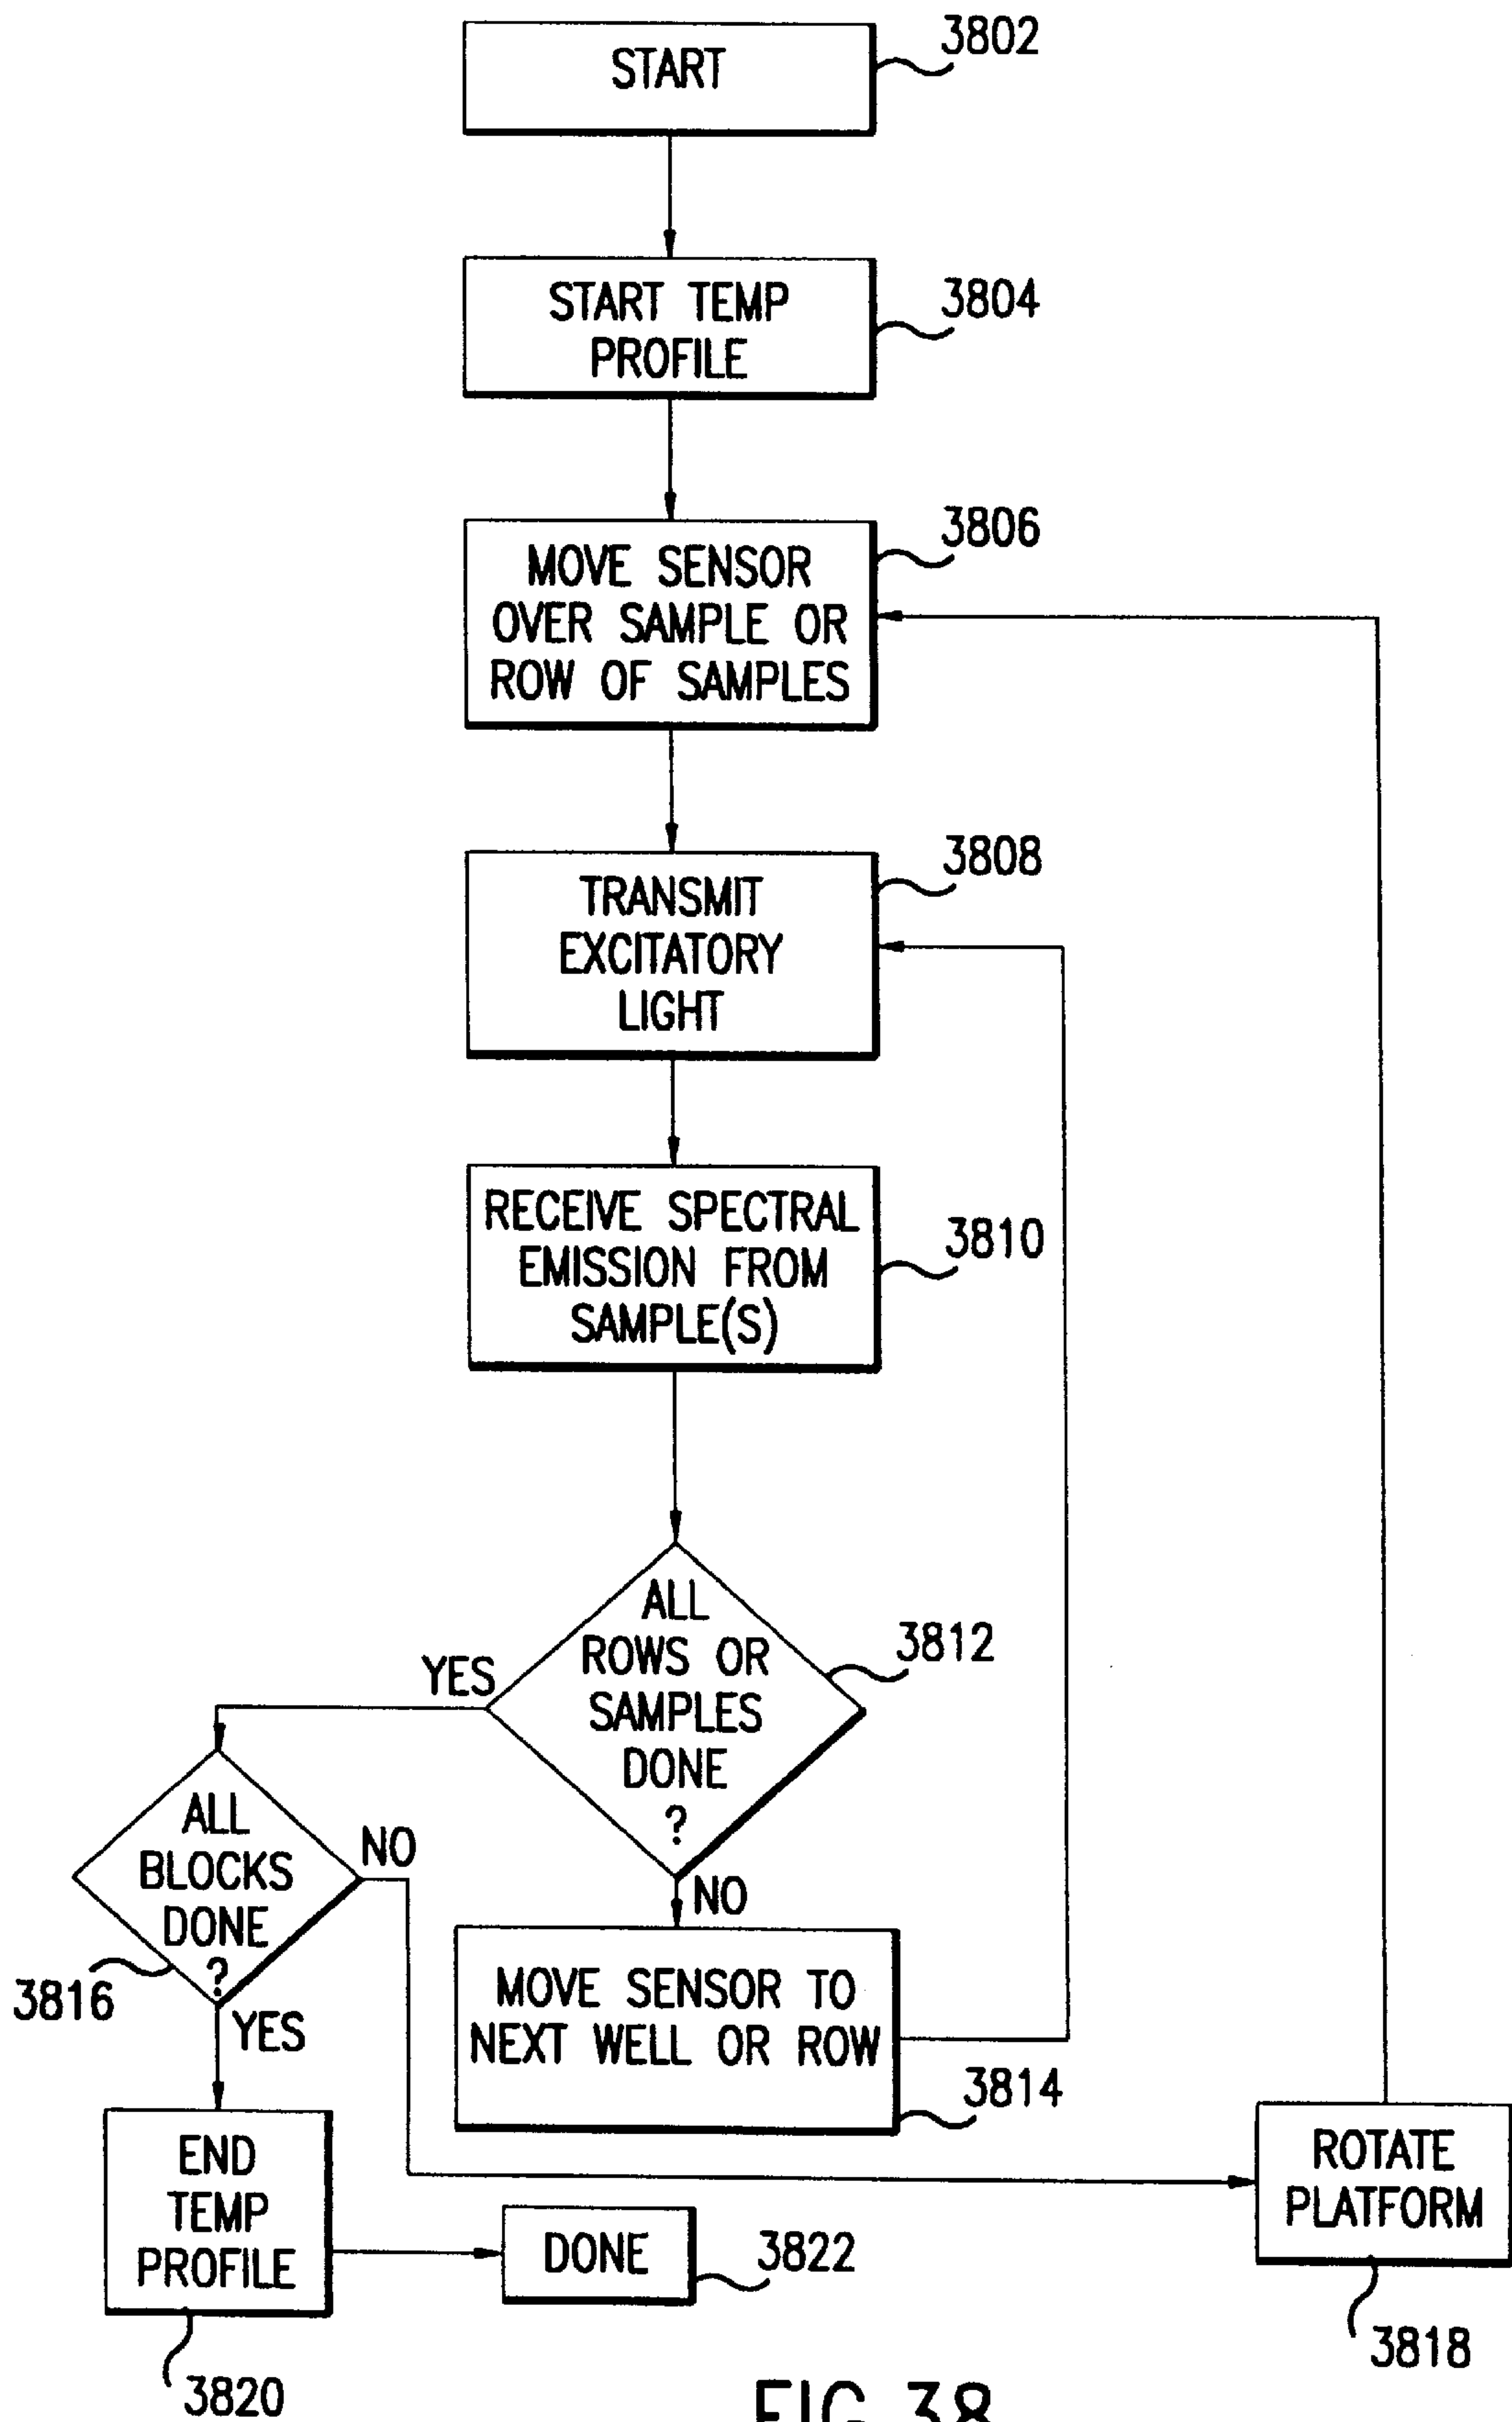 START
3802
START TEMP
PROFILE
3804
MOVE SENSOR
OVER SAMPLE OR
ROW OF SAMPLES
3806
TRANSMIT
EXCITATORY
LIGHT
3808
RECEIVE SPECTRAL
EMISSION FROM
SAMPLE(S)
3810
ALL
ROWS OR
SAMPLES
DONE
?
3812
YES
NO
ALL
BLOCKS
DONE
?
3816
NO
YES
MOVE SENSOR TO
NEXT WELL OR ROW
3814
ROTATE
PLATFORM
3818
END
TEMP
PROFILE
3820
DONE
3822
FIG. 38